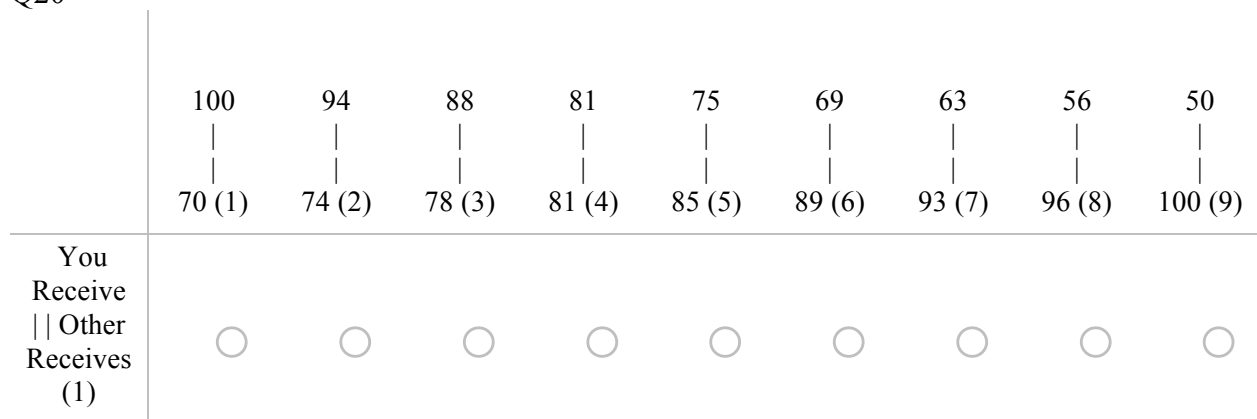 100 94 88 81 75 69 63 56 50
| | | | | | | | |
| | | | | | | | |
70 (1) 74 (2) 78 (3) 81 (4) 85 (5) 89 (6) 93 (7) 96 (8) 100 (9)
You
Receive
|| Other
Receives
(1)